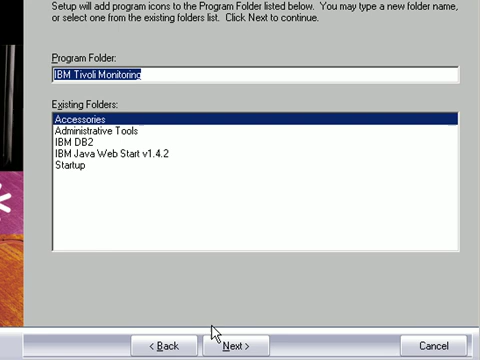 Setup will add program icons to the Program Folder listed below. You may type a new folder name,
or select one from the existing folders list. Click Next to continue.
Program Folder:
IBM Tivoli Monitoring
Existing Folders:
Accessories
Administrative Tools
IBM DB2
IBM Java Web Start v1.4.2
Startup
< Back
Next >
Cancel